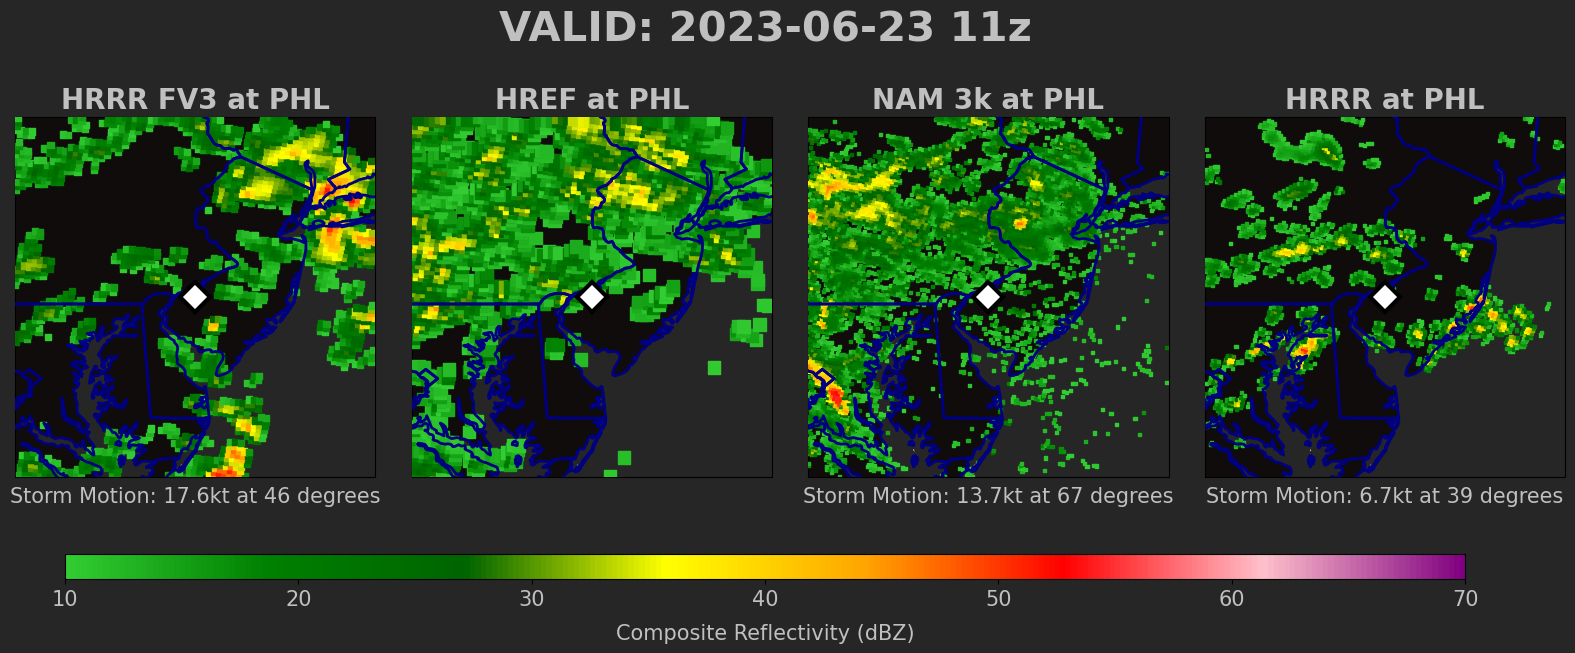 VALID: 2023-06-23 11z
HRRR FV3 at PHL
HREF at PHL
NAM 3k at PHL
HRRR at PHL
Storm Motion: 17.6kt at 46 degrees
Storm Motion: 13.7kt at 67 degrees
Storm Motion: 6.7kt at 39 degrees
10 20 30 40 50 60 70
Composite Reflectivity (dBZ)